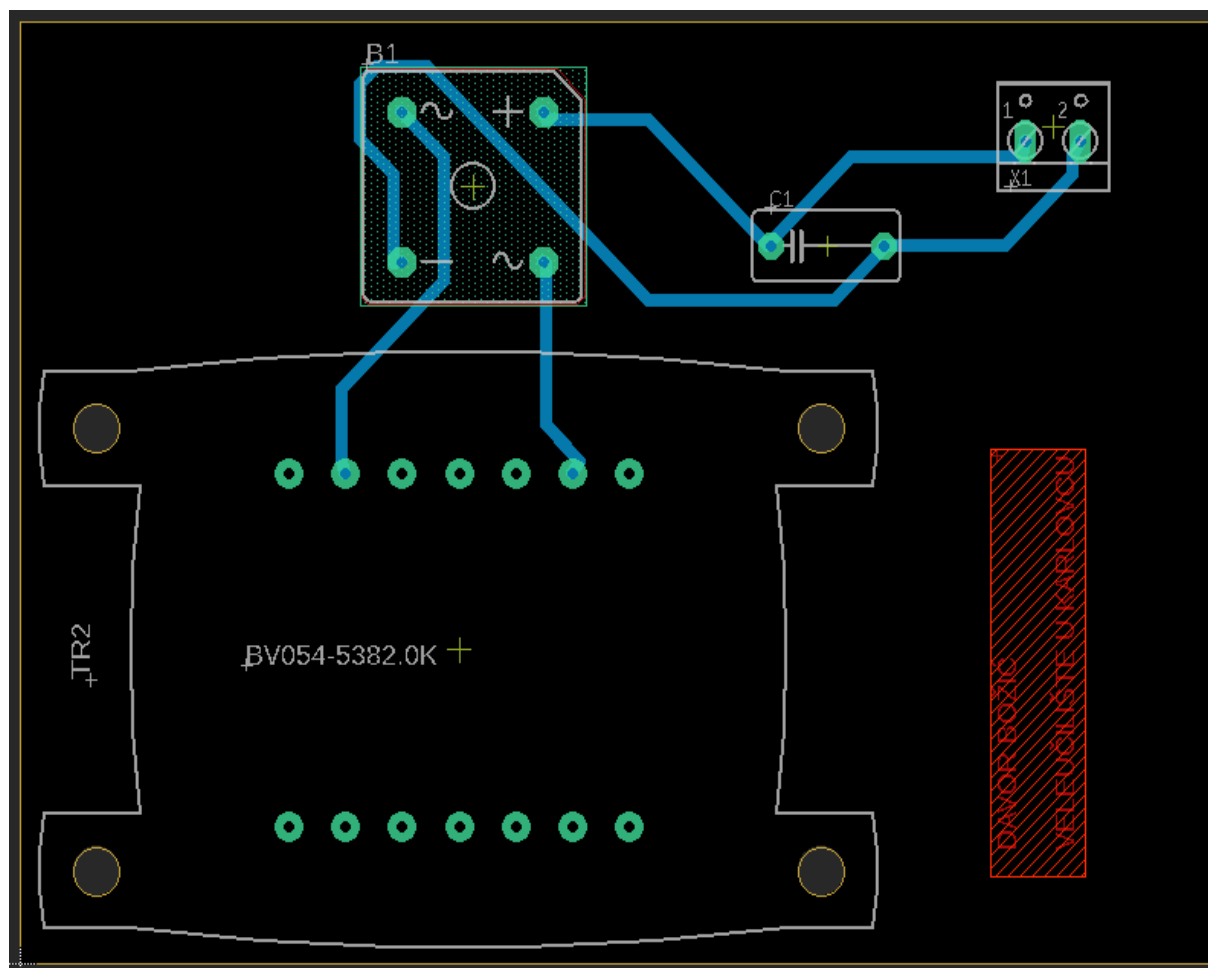 B1
~ +
- ~
1 2
X1
C1
TR2
BV054-5382.0K
DAVOR BOŽIĆ
VELEUČILIŠTE U KARLOVCU